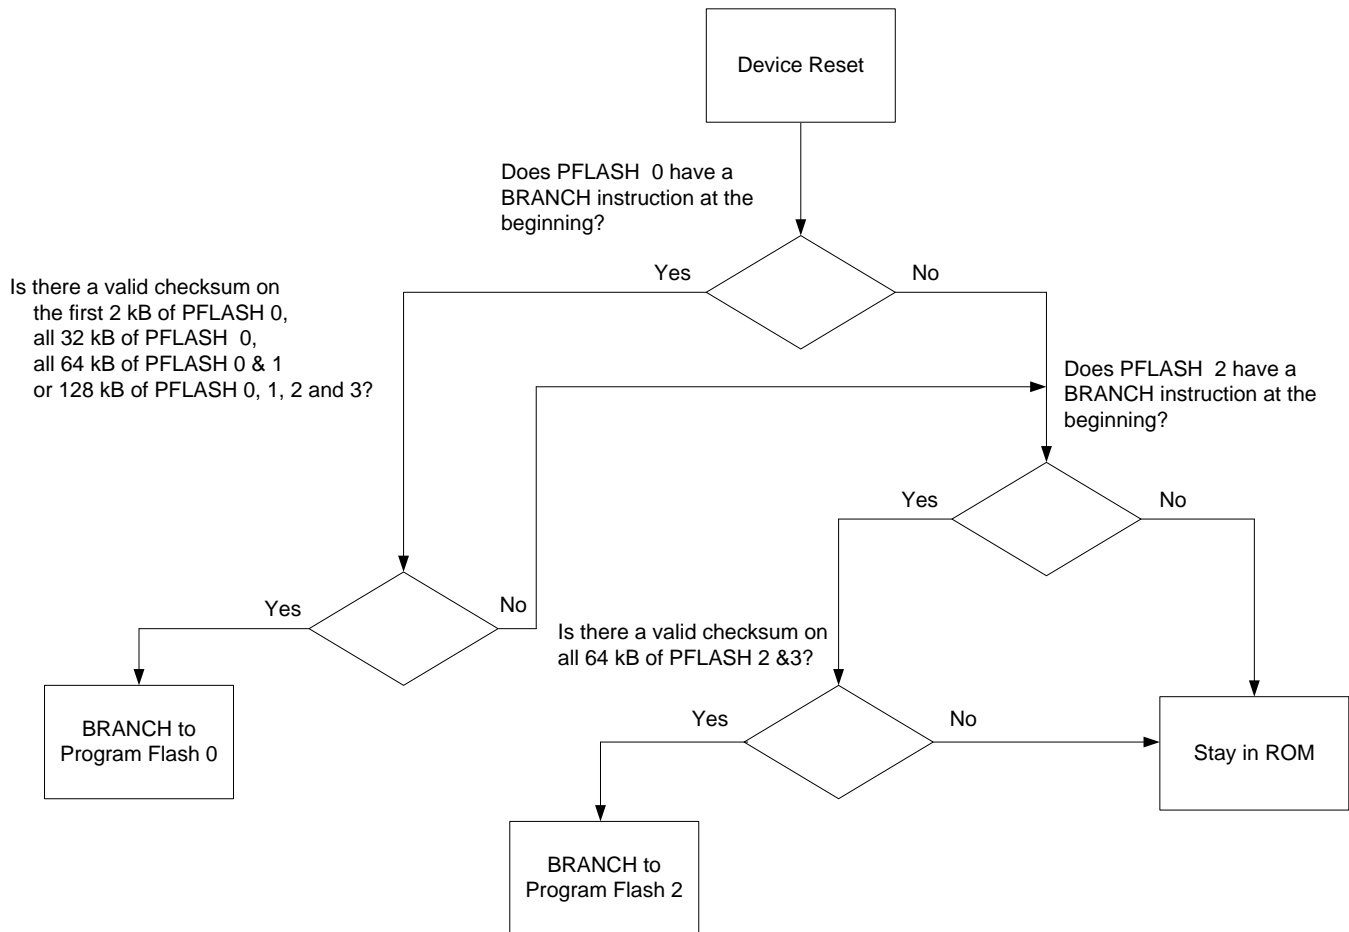 Device Reset
Does PFLASH 0 have a
BRANCH instruction at the
beginning?
Yes
No
Is there a valid checksum on
the first 2 kB of PFLASH 0,
all 32 kB of PFLASH 0,
all 64 kB of PFLASH 0 & 1
or 128 kB of PFLASH 0, 1, 2 and 3?
Does PFLASH 2 have a
BRANCH instruction at the
beginning?
Yes
No
Yes
No
Is there a valid checksum on
all 64 kB of PFLASH 2 &3?
BRANCH to
Program Flash 0
Yes
No
Stay in ROM
BRANCH to
Program Flash 2